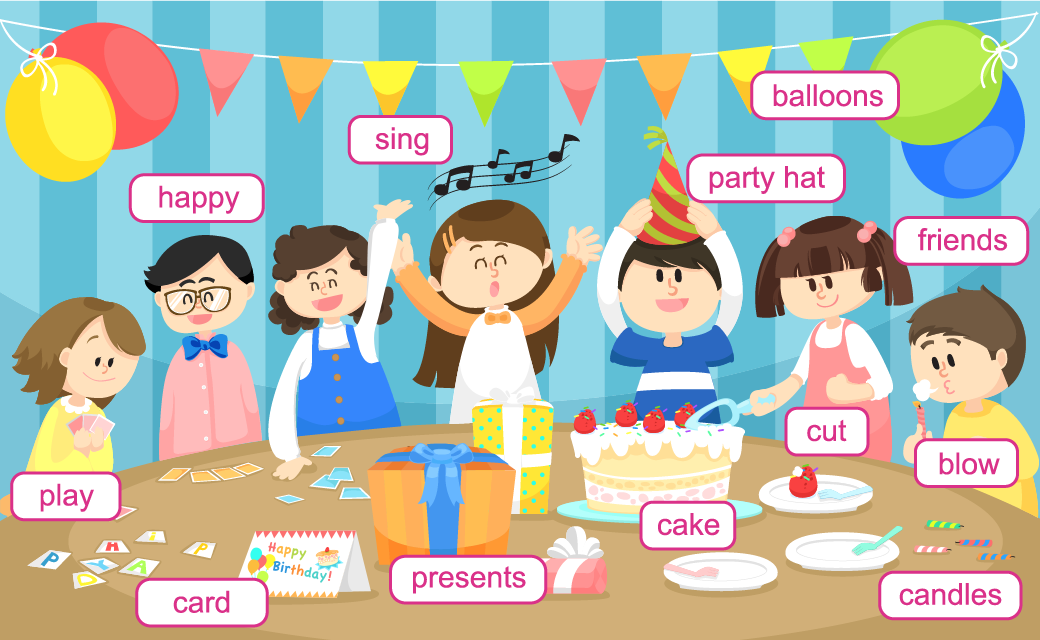 balloons
sing
party hat
happy
friends
cut
blow
play
cake
P
H
I
P
D
Y
A
Happy
Birthday!
presents
card
candles